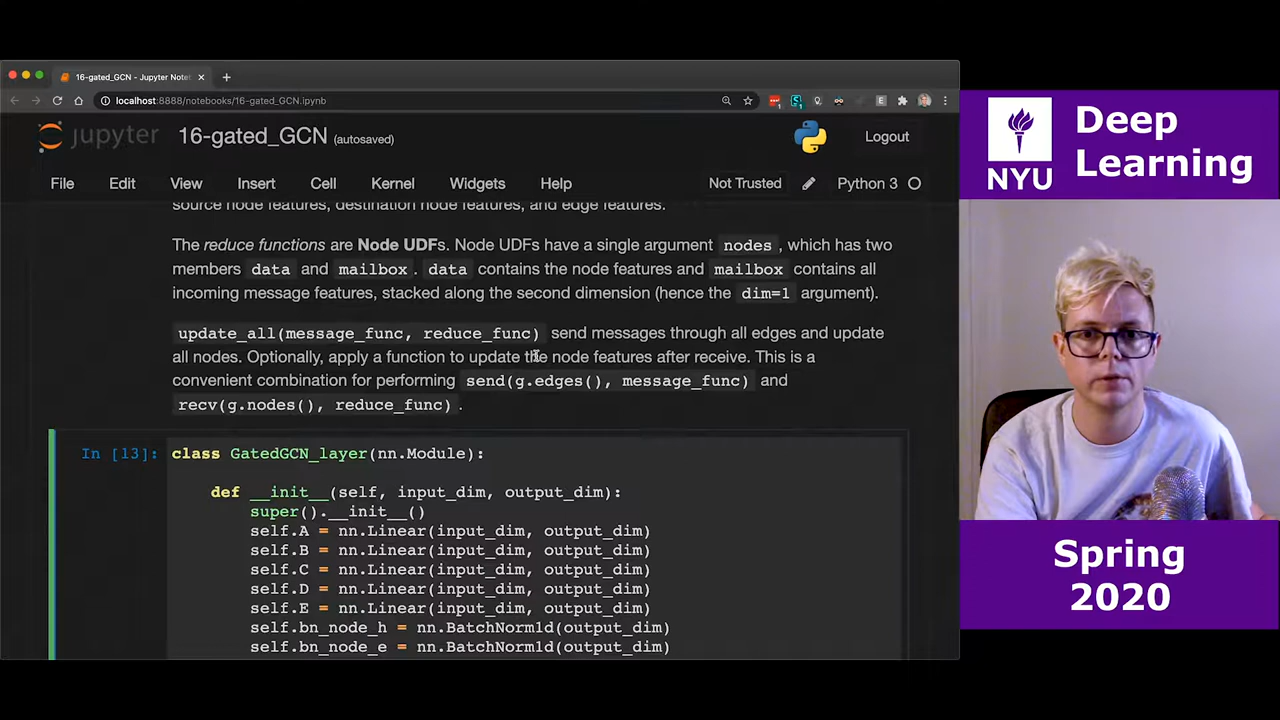 16-gated_GCN - Jupyter Note
localhost:8888/notebooks/16-gated_GCN.ipynb
jupyter 16-gated_GCN (autosaved)
Logout
File Edit View Insert Cell Kernel Widgets Help Not Trusted Python 3
source node features, destination node features, and edge features.
The reduce functions are Node UDFs. Node UDFs have a single argument nodes , which has two
members data and mailbox . data contains the node features and mailbox contains all
incoming message features, stacked along the second dimension (hence the dim=1 argument).
update_all(message_func, reduce_func) send messages through all edges and update
all nodes. Optionally, apply a function to update the node features after receive. This is a
convenient combination for performing send(g.edges(), message_func) and
recv(g.nodes(), reduce_func) .
In [13]: class GatedGCN_layer(nn.Module):
def __init__(self, input_dim, output_dim):
super().__init__()
self.A = nn.Linear(input_dim, output_dim)
self.B = nn.Linear(input_dim, output_dim)
self.C = nn.Linear(input_dim, output_dim)
self.D = nn.Linear(input_dim, output_dim)
self.E = nn.Linear(input_dim, output_dim)
self.bn_node_h = nn.BatchNorm1d(output_dim)
self.bn_node_e = nn.BatchNorm1d(output_dim)
NYU
Deep
Learning
Spring
2020